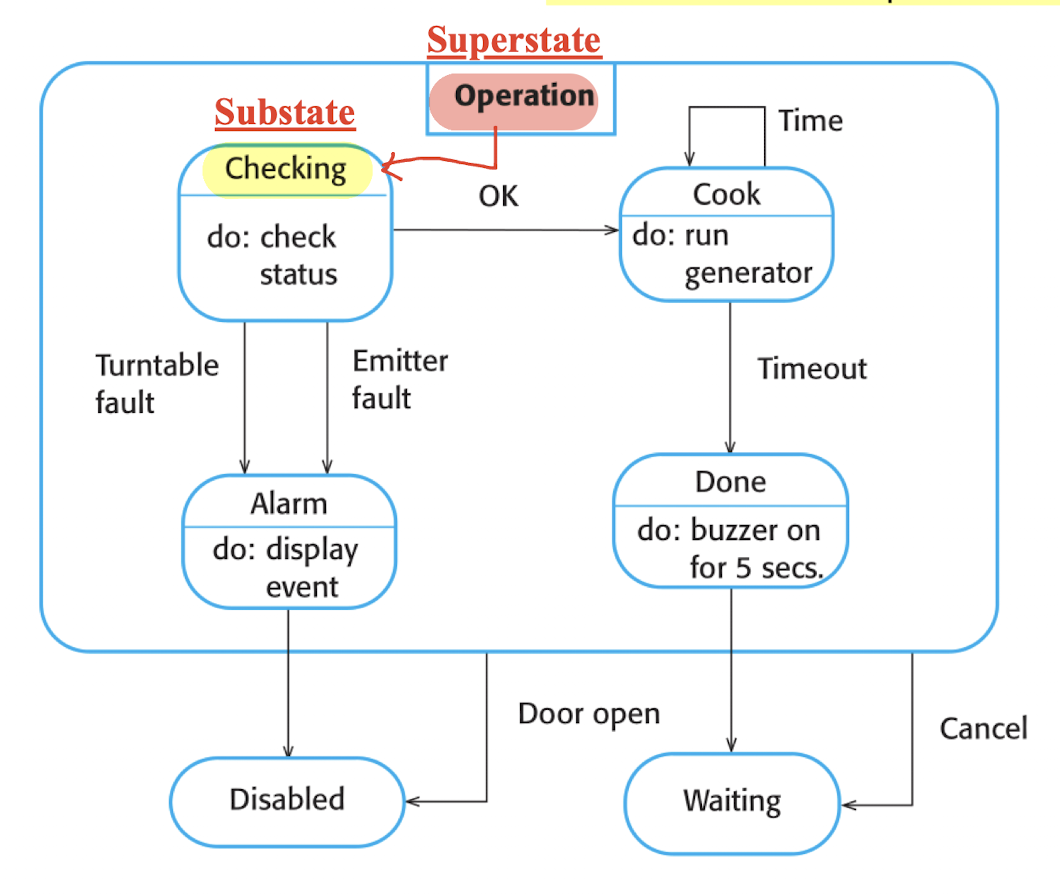 Superstate
Operation
Substate
Checking
do: check
status
OK
Time
Cook
do: run
generator
Turntable
fault
Emitter
fault
Timeout
Alarm
do: display
event
Done
do: buzzer on
for 5 secs.
Door open
Cancel
Disabled
Waiting